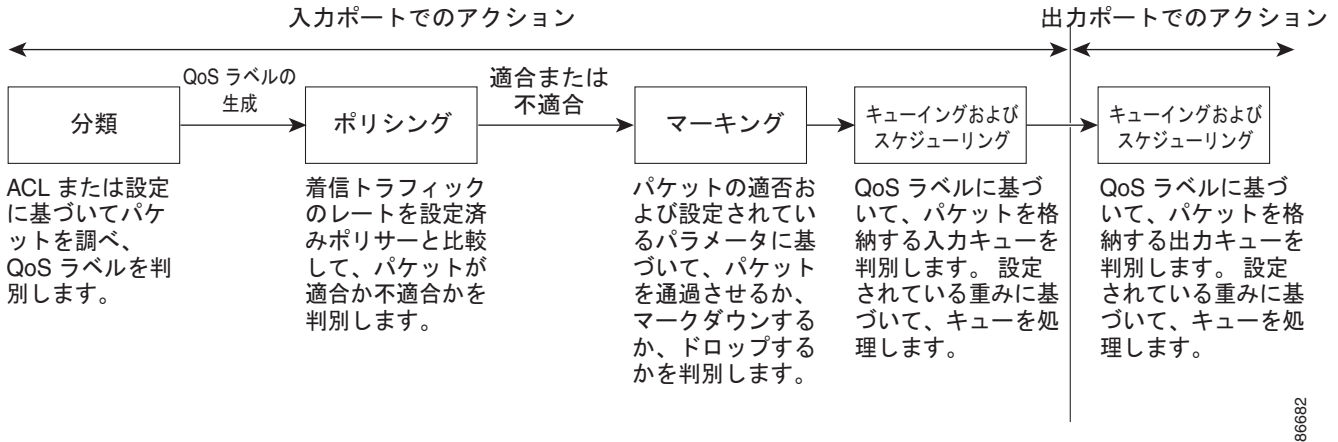 入力ポートでのアクション
出力ポートでのアクション
分類
QoS ラベルの
生成
ポリシング
適合または
不適合
マーキング
キューイングおよび
スケジューリング
キューイングおよび
スケジューリング
ACL または設定
に基づいてパケ
ットを調べ、
QoS ラベルを判
別します。
着信トラフィック
のレートを設定済
みポリサーと比較
して、パケットが
適合か不適合かを
判別します。
パケットの適否お
よび設定されてい
るパラメータに基
づいて、パケット
を通過させるか、
マークダウンする
か、ドロップする
かを判別します。
QoS ラベルに基づ
いて、パケットを格
納する入力キューを
判別します。 設定
されている重みに基
づいて、キューを処
理します。
QoS ラベルに基づ
いて、パケットを格
納する出力キューを
判別します。 設定
されている重みに基
づいて、キューを処
理します。
86682